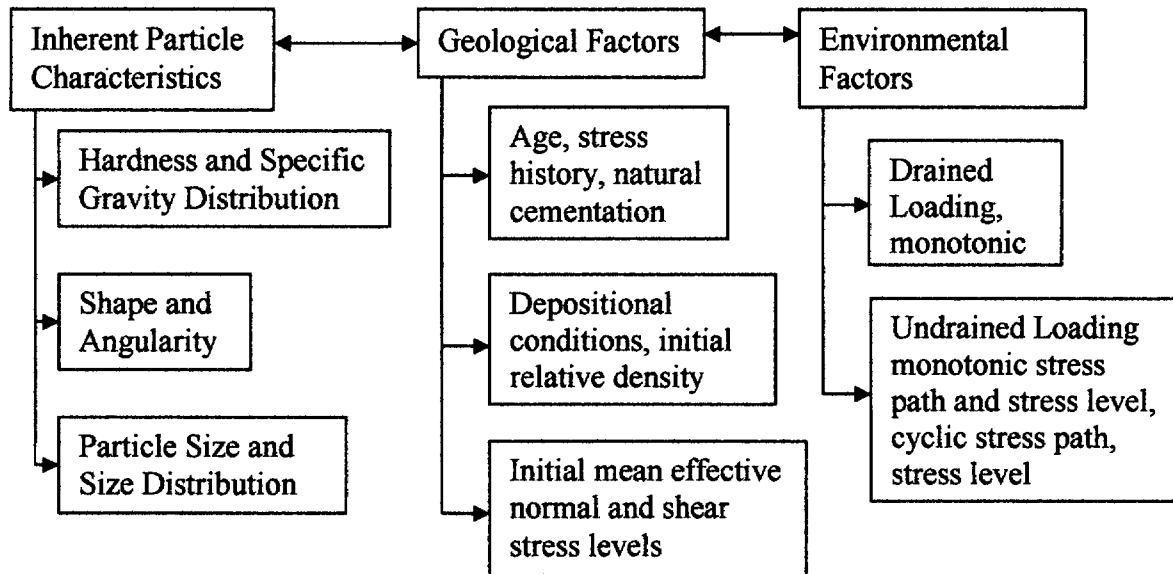 Inherent Particle
Characteristics
Geological Factors
Environmental
Factors
Hardness and Specific
Gravity Distribution
Shape and
Angularity
Particle Size and
Size Distribution
Age, stress
history, natural
cementation
Depositional
conditions, initial
relative density
Initial mean effective
normal and shear
stress levels
Drained
Loading,
monotonic
Undrained Loading
monotonic stress
path and stress level,
cyclic stress path,
stress level